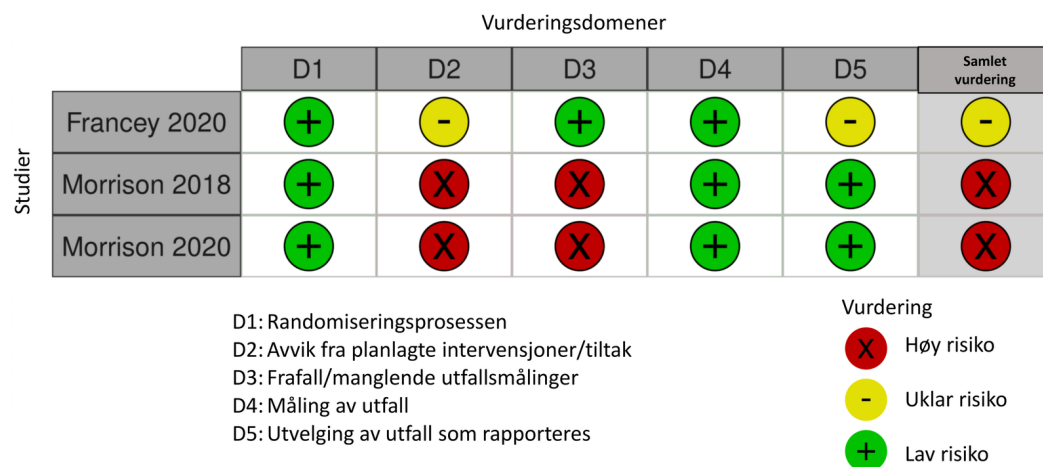 Vurderingsdomener
D1 D2 D3 D4 D5 Samlet
vurdering
Studier
Francey 2020 + - + + - -
Morrison 2018 + X X + + X
Morrison 2020 + X X + + X
D1: Randomiseringsprosessen
D2: Avvik fra planlagte intervensjoner/tiltak
D3: Frafall/manglende utfallsmålinger
D4: Måling av utfall
D5: Utvelging av utfall som rapporteres
Vurdering
X Høy risiko
- Uklar risiko
+ Lav risiko